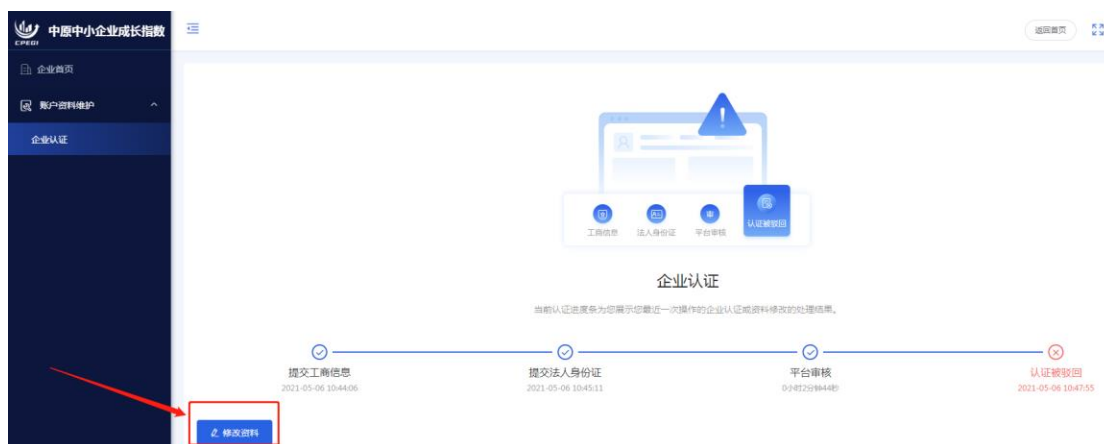 中原中小企业成长指数
CPEGI
返回首页
企业首页
账户资料维护
企业认证
工商信息
法人身份证
平台审核
认证被驳回
企业认证
当前认证进度条为您展示您最近一次操作的企业认证或资料修改的处理结果。
提交工商信息
提交法人身份证
平台审核
认证被驳回
2021-05-06 10:44:06
2021-05-06 10:45:11
0小时2分钟44秒
2021-05-06 10:47:55
修改资料